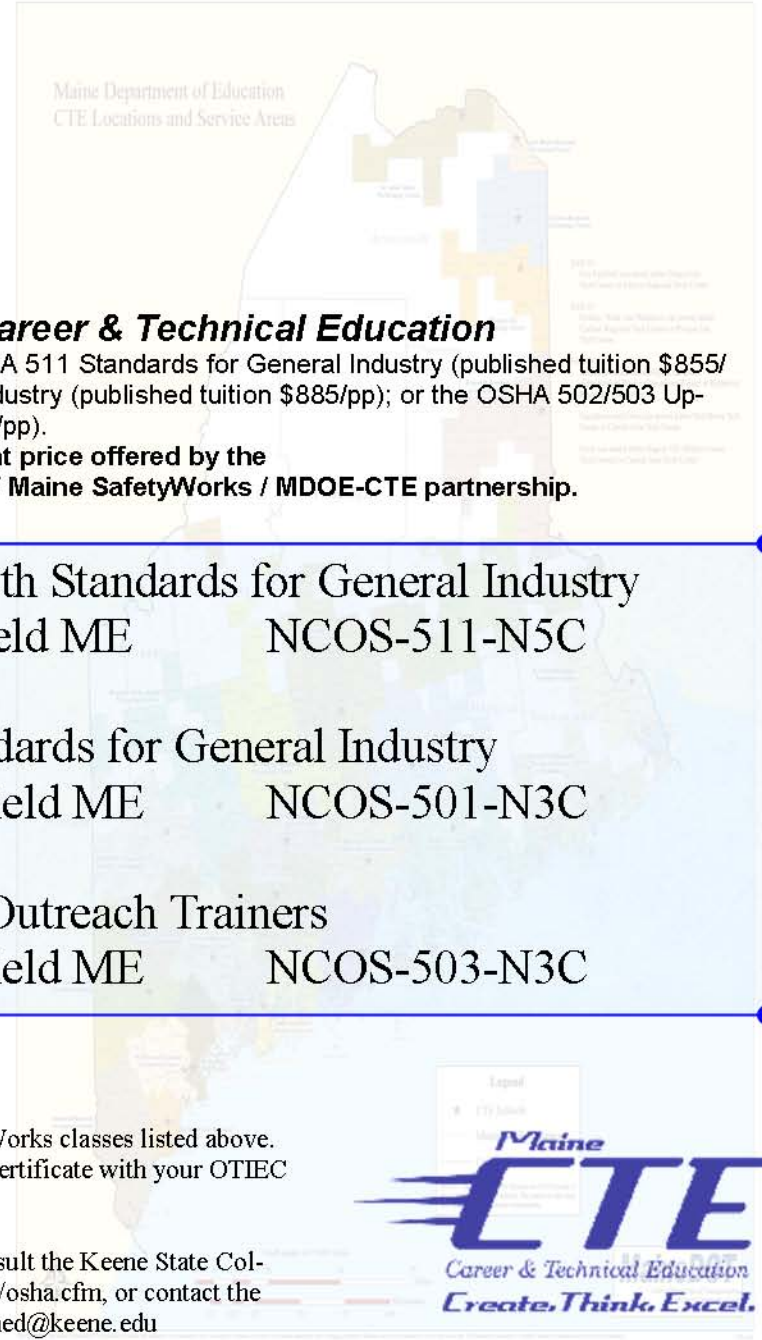 Maine Department of Education
CTE Locations and Service Areas
areer & Technical Education
A 511 Standards for General Industry (published tuition $855/
dustry (published tuition $885/pp); or the OSHA 502/503 Up-
/pp).
t price offered by the
Maine SafetyWorks / MDOE-CTE partnership.
th Standards for General Industry
eld ME NCOS-511-N5C
dards for General Industry
eld ME NCOS-501-N3C
Outreach Trainers
eld ME NCOS-503-N3C
Legend
Works classes listed above.
ertificate with your OTIEC
sult the Keene State Col-
/osha.cfm, or contact the
ned@keene.edu
Maine
CTE
Career & Technical Education
Create. Think. Excel.